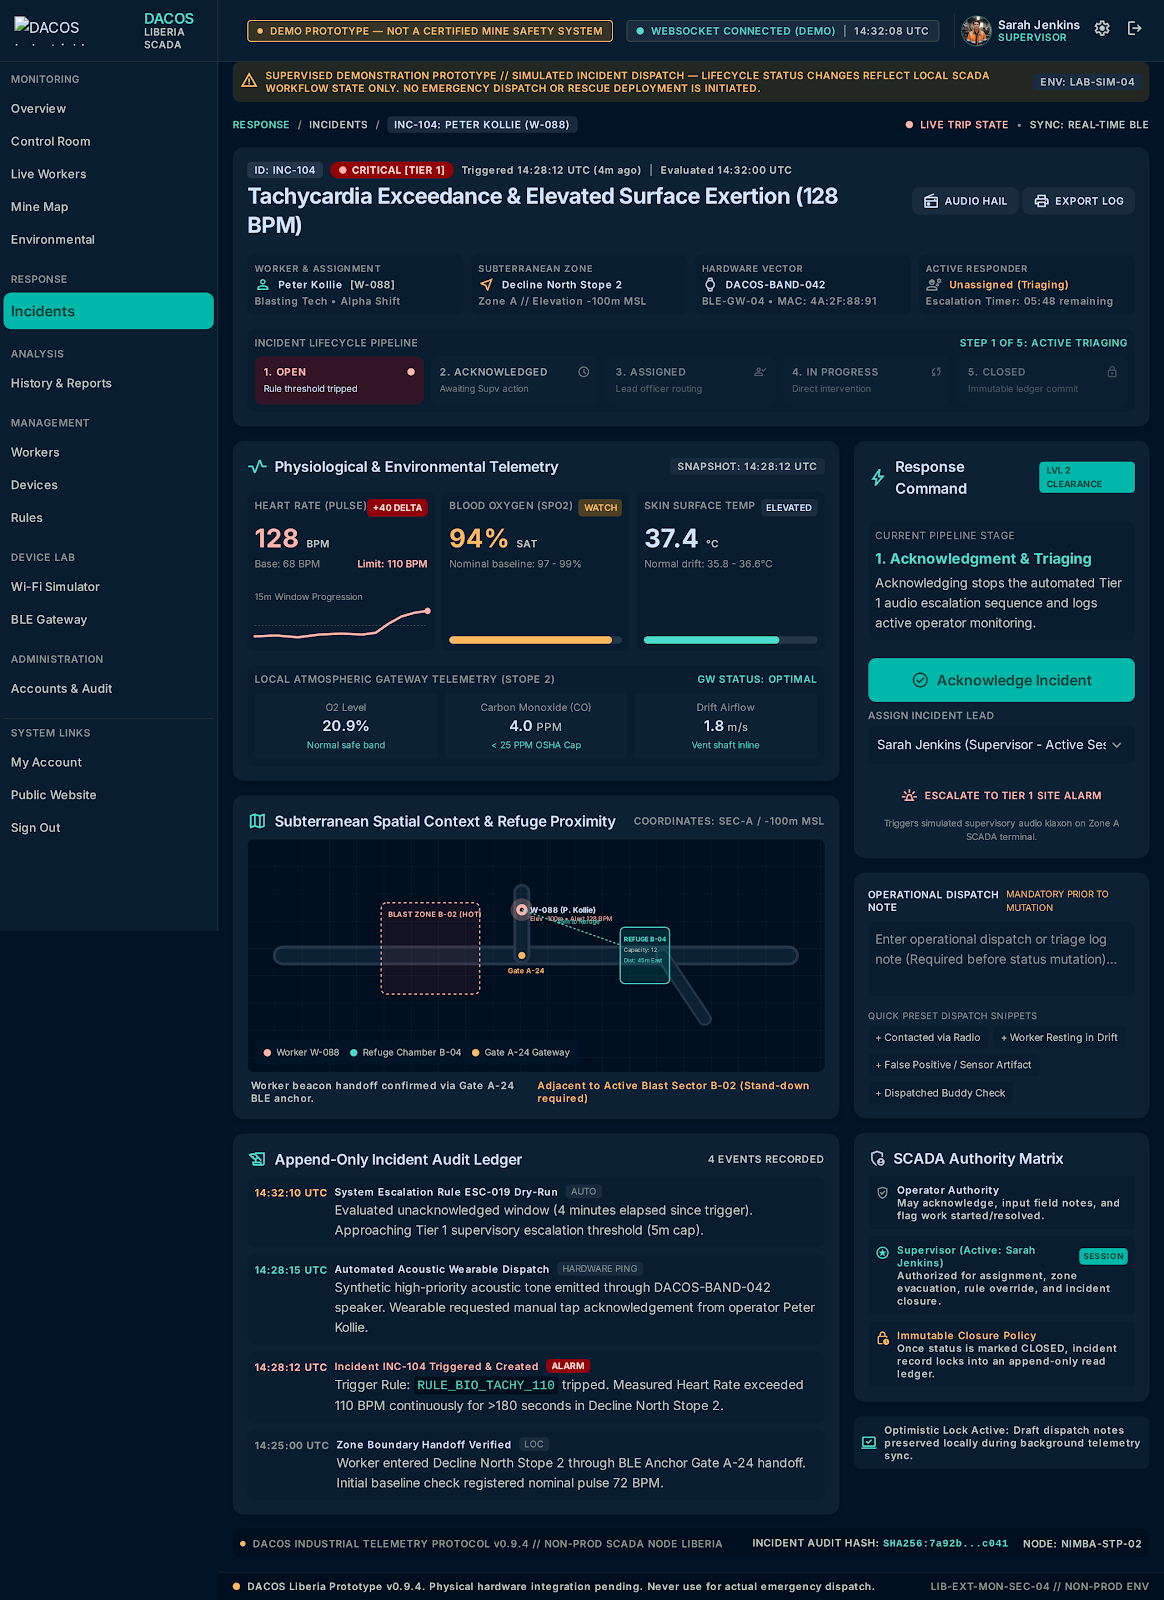 DACOS
DACOS
LIBERIA
SCADA
DEMO PROTOTYPE — NOT A CERTIFIED MINE SAFETY SYSTEM
WEBSOCKET CONNECTED (DEMO) | 14:32:08 UTC
Sarah Jenkins
SUPERVISOR
MONITORING
Overview
Control Room
Live Workers
Mine Map
Environmental
RESPONSE
Incidents
ANALYSIS
History & Reports
MANAGEMENT
Workers
Devices
Rules
DEVICE LAB
Wi-Fi Simulator
BLE Gateway
ADMINISTRATION
Accounts & Audit
SYSTEM LINKS
My Account
Public Website
Sign Out
SUPERVISED DEMONSTRATION PROTOTYPE // SIMULATED INCIDENT DISPATCH — LIFECYCLE STATUS CHANGES REFLECT LOCAL SCADA
WORKFLOW STATE ONLY. NO EMERGENCY DISPATCH OR RESCUE DEPLOYMENT IS INITIATED.
ENV: LAB-SIM-04
RESPONSE / INCIDENTS / INC-104: PETER KOLLIE (W-088)
LIVE TRIP STATE • SYNC: REAL-TIME BLE
ID: INC-104
CRITICAL [TIER 1]
Triggered 14:28:12 UTC (4m ago) | Evaluated 14:32:00 UTC
Tachycardia Exceedance & Elevated Surface Exertion (128
BPM)
AUDIO HAIL
EXPORT LOG
WORKER & ASSIGNMENT
Peter Kollie [W-088]
Blasting Tech • Alpha Shift
SUBTERRANEAN ZONE
Decline North Stope 2
Zone A // Elevation -100m MSL
HARDWARE VECTOR
DACOS-BAND-042
BLE-GW-04 • MAC: 4A:2F:88:91
ACTIVE RESPONDER
Unassigned (Triaging)
Escalation Timer: 05:48 remaining
INCIDENT LIFECYCLE PIPELINE
STEP 1 OF 5: ACTIVE TRIAGING
1. OPEN
Rule threshold tripped
2. ACKNOWLEDGED
Awaiting Supv action
3. ASSIGNED
Lead officer routing
4. IN PROGRESS
Direct intervention
5. CLOSED
Immutable ledger commit
Physiological & Environmental Telemetry
SNAPSHOT: 14:28:12 UTC
HEART RATE (PULSE)
+40 DELTA
128 BPM
Base: 68 BPM
Limit: 110 BPM
15m Window Progression
BLOOD OXYGEN (SPO2)
WATCH
94% SAT
Nominal baseline: 97 - 99%
SKIN SURFACE TEMP
ELEVATED
37.4 °C
Normal drift: 35.8 - 36.6°C
LOCAL ATMOSPHERIC GATEWAY TELEMETRY (STOPE 2)
GW STATUS: OPTIMAL
O2 Level
20.9%
Normal safe band
Carbon Monoxide (CO)
4.0 PPM
< 25 PPM OSHA Cap
Drift Airflow
1.8 m/s
Vent shaft inline
Subterranean Spatial Context & Refuge Proximity
COORDINATES: SEC-A / -100m MSL
BLAST ZONE B-02 (HOT
W-088 (P. Kollie)
Elev -100m • Alert 128 BPM
REFUGE B-04
Capacity: 12
Dist: 45m East
Gate A-24
Worker W-088
Refuge Chamber B-04
Gate A-24 Gateway
Worker beacon handoff confirmed via Gate A-24
BLE anchor.
Adjacent to Active Blast Sector B-02 (Stand-down
required)
Append-Only Incident Audit Ledger
4 EVENTS RECORDED
14:32:10 UTC System Escalation Rule ESC-019 Dry-Run AUTO
Evaluated unacknowledged window (4 minutes elapsed since trigger).
Approaching Tier 1 supervisory escalation threshold (5m cap).
14:28:15 UTC Automated Acoustic Wearable Dispatch HARDWARE PING
Synthetic high-priority acoustic tone emitted through DACOS-BAND-042
speaker. Wearable requested manual tap acknowledgement from operator Peter
Kollie.
14:28:12 UTC Incident INC-104 Triggered & Created ALARM
Trigger Rule: RULE_BIO_TACHY_110 tripped. Measured Heart Rate exceeded
110 BPM continuously for >180 seconds in Decline North Stope 2.
14:25:00 UTC Zone Boundary Handoff Verified LOC
Worker entered Decline North Stope 2 through BLE Anchor Gate A-24 handoff.
Initial baseline check registered nominal pulse 72 BPM.
Response
Command
LVL 2
CLEARANCE
CURRENT PIPELINE STAGE
1. Acknowledgment & Triaging
Acknowledging stops the automated Tier
1 audio escalation sequence and logs
active operator monitoring.
Acknowledge Incident
ASSIGN INCIDENT LEAD
Sarah Jenkins (Supervisor - Active Ses
ESCALATE TO TIER 1 SITE ALARM
Triggers simulated supervisory audio klaxon on Zone A
SCADA terminal.
OPERATIONAL DISPATCH
NOTE
MANDATORY PRIOR TO
MUTATION
Enter operational dispatch or triage log
note (Required before status mutation)...
QUICK PRESET DISPATCH SNIPPETS
+ Contacted via Radio
+ Worker Resting in Drift
+ False Positive / Sensor Artifact
+ Dispatched Buddy Check
SCADA Authority Matrix
Operator Authority
May acknowledge, input field notes, and
flag work started/resolved.
Supervisor (Active: Sarah
Jenkins)
SESSION
Authorized for assignment, zone
evacuation, rule override, and incident
closure.
Immutable Closure Policy
Once status is marked CLOSED, incident
record locks into an append-only read
ledger.
Optimistic Lock Active: Draft dispatch notes
preserved locally during background telemetry
sync.
DACOS INDUSTRIAL TELEMETRY PROTOCOL v0.9.4 // NON-PROD SCADA NODE LIBERIA
INCIDENT AUDIT HASH: SHA256:7a92b...c041
NODE: NIMBA-STP-02
DACOS Liberia Prototype v0.9.4. Physical hardware integration pending. Never use for actual emergency dispatch.
LIB-EXT-MON-SEC-04 // NON-PROD ENV